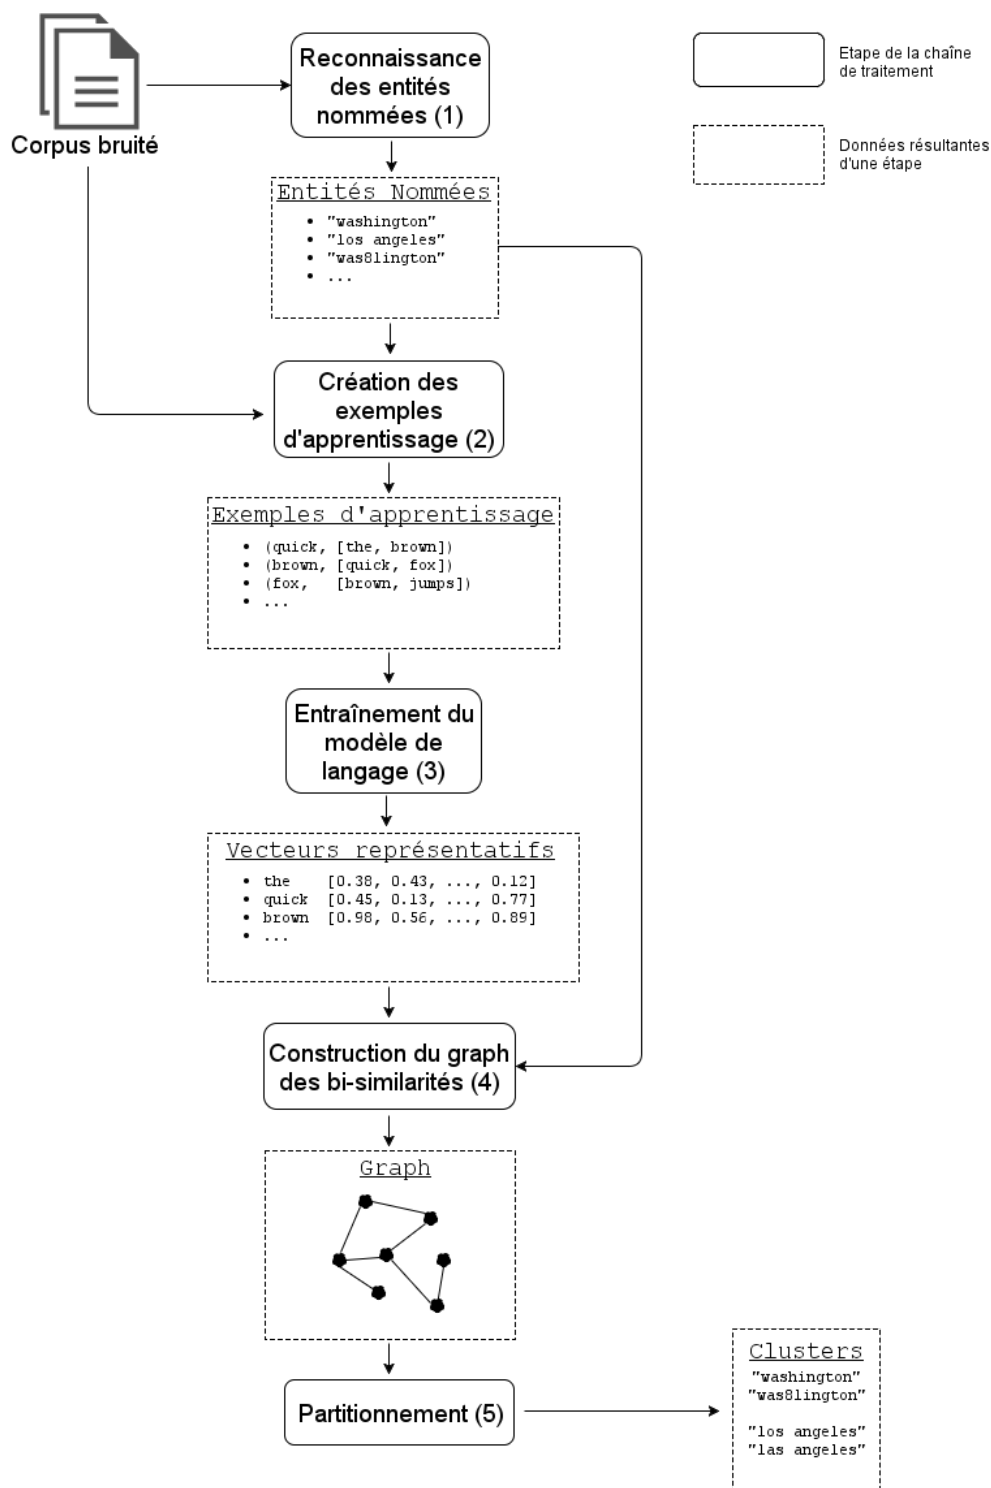 Corpus bruité
Reconnaissance
des entités
nommées (1)
Etape de la chaîne
de traitement
Données résultantes
d'une étape
Entités Nommées
• "washington"
• "los angeles"
• "was8lington"
• ...
Création des
exemples
d'apprentissage (2)
Exemples d'apprentissage
• (quick, [the, brown])
• (brown, [quick, fox])
• (fox, [brown, jumps])
• ...
Entraînement du
modèle de
langage (3)
Vecteurs représentatifs
• the [0.38, 0.43, ..., 0.12]
• quick [0.45, 0.13, ..., 0.77]
• brown [0.98, 0.56, ..., 0.89]
• ...
Construction du graph
des bi-similarités (4)
Graph
Partitionnement (5)
Clusters
"washington"
"was8lington"
"los angeles"
"las angeles"